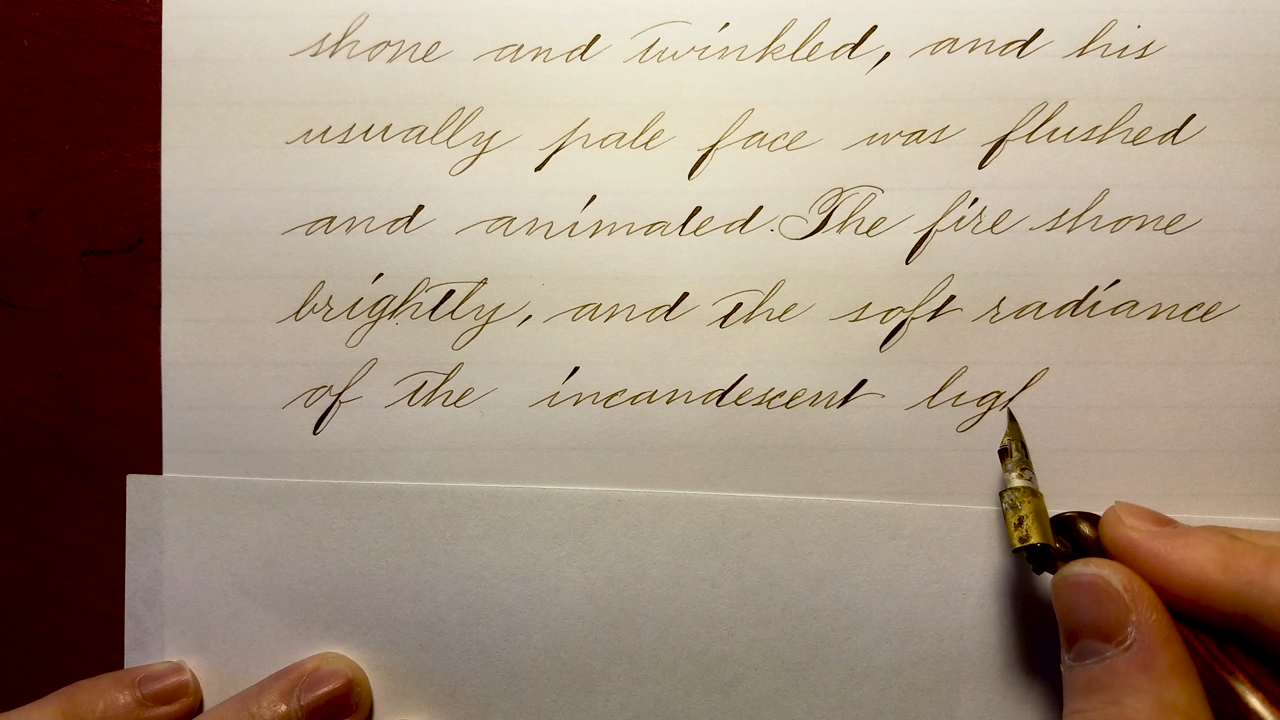 shone and twinkled, and his
usually pale face was flushed
and animated. The fire shone
brightly, and the soft radiance
of the incandescent ligh